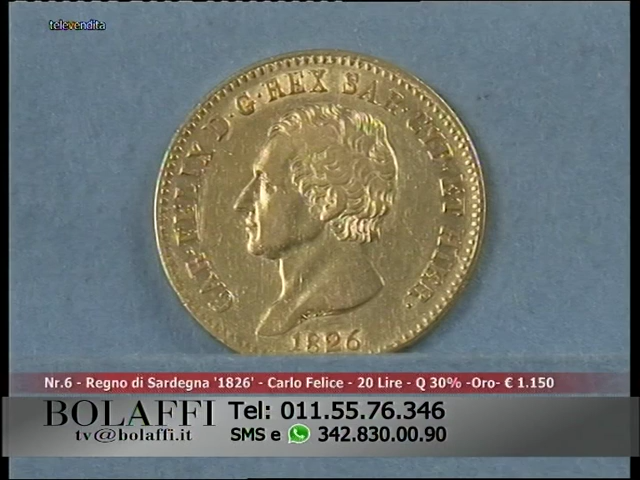 televendita
CAR·FELIX D·G·REX SAR·CYP·ET HIER·
1826
Nr.6 - Regno di Sardegna '1826' - Carlo Felice - 20 Lire - Q 30% -Oro- € 1.150
BOLAFFI
tv@bolaffi.it
Tel: 011.55.76.346
SMS e 342.830.00.90